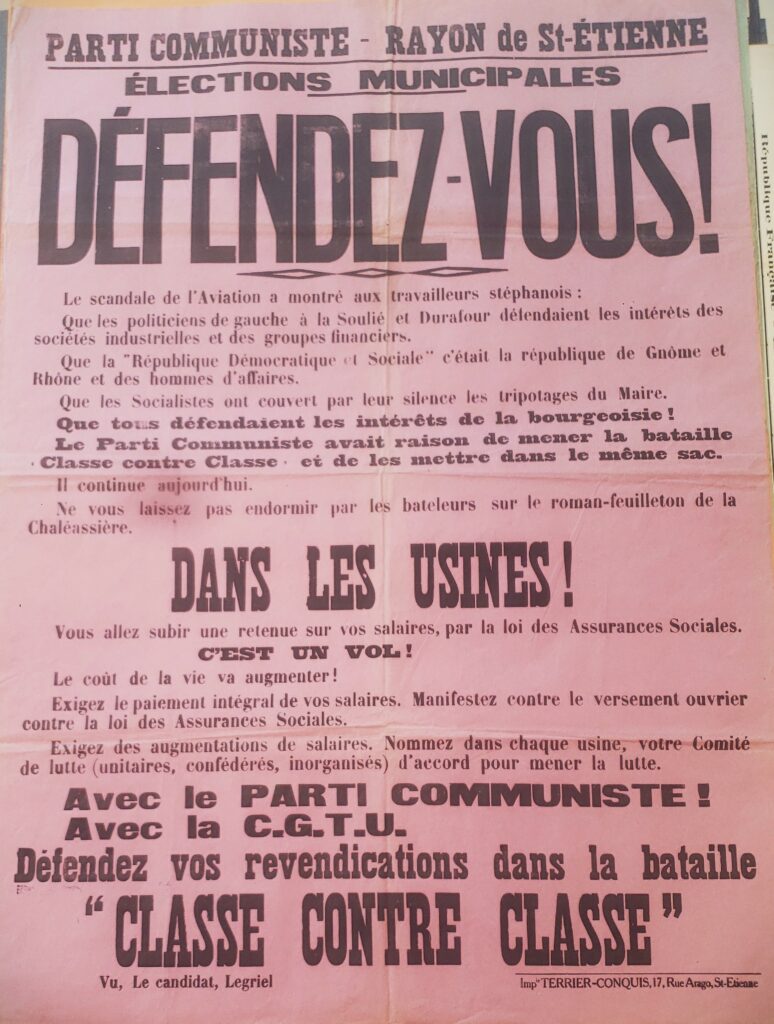 PARTI COMMUNISTE - RAYON de St-ÉTIENNE
ÉLECTIONS MUNICIPALES
DÉFENDEZ-VOUS!
Le scandale de l'Aviation a montré aux travailleurs stéphanois :
Que les politiciens de gauche à la Soulié et Durafour défendaient les intérêts des
sociétés industrielles et des groupes financiers.
Que la "République Démocratique et Sociale" c'était la république de Gnôme et
Rhône et des hommes d'affaires.
Que les Socialistes ont couvert par leur silence les tripotages du Maire.
Que tous défendaient les intérêts de la bourgeoisie !
Le Parti Communiste avait raison de mener la bataille
Classe contre Classe et de les mettre dans le même sac.
Il continue aujourd'hui.
Ne vous laissez pas endormir par les bateleurs sur le roman-feuilleton de la
Chaléassière.
DANS LES USINES !
Vous allez subir une retenue sur vos salaires, par la loi des Assurances Sociales.
C'EST UN VOL !
Le coût de la vie va augmenter !
Exigez le paiement intégral de vos salaires. Manifestez contre le versement ouvrier
contre la loi des Assurances Sociales.
Exigez des augmentations de salaires. Nommez dans chaque usine, votre Comité
de lutte (unitaires, confédérés, inorganisés) d'accord pour mener la lutte.
Avec le PARTI COMMUNISTE !
Avec la C.G.T.U.
Défendez vos revendications dans la bataille
“ CLASSE CONTRE CLASSE ”
Vu, Le candidat, Legriel
Imp. TERRIER-CONQUIS, 17, Rue Arago, St-Etienne
République Française